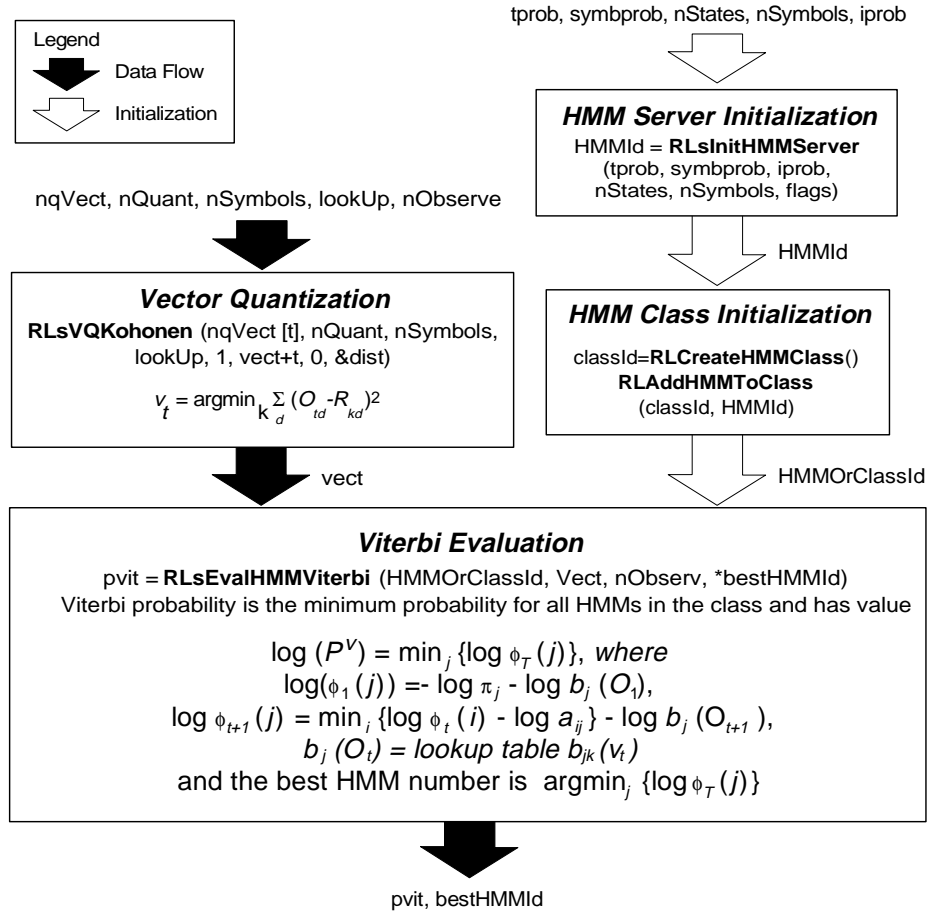 tprob, symbprob, nStates, nSymbols, iprob
Legend
Data Flow
Initialization
HMM Server Initialization
HMMId = RLsInitHMMServer
(tprob, symbprob, iprob,
nStates, nSymbols, flags)
HMMId
nqVect, nQuant, nSymbols, lookUp, nObserve
Vector Quantization
RLsVQKohonen (nqVect [t], nQuant, nSymbols,
lookUp, 1, vect+t, 0, &dist)
v_t = argmin_k Σ_d (O_td-R_kd)²
vect
HMM Class Initialization
classId=RLCreateHMMClass()
RLAddHMMToClass
(classId, HMMId)
HMMOrClassId
Viterbi Evaluation
pvit = RLsEvalHMMViterbi (HMMOrClassId, Vect, nObserv, *bestHMMId)
Viterbi probability is the minimum probability for all HMMs in the class and has value
log (P^v) = min_j {log ϕ_T (j)}, where
log(ϕ_1 (j)) =- log π_j - log b_j (O_1),
log ϕ_t+1 (j) = min_i {log ϕ_t (i) - log a_ij} - log b_j (O_t+1 ),
b_j (O_t) = lookup table b_jk (v_t)
and the best HMM number is argmin_j {log ϕ_T (j)}
pvit, bestHMMId